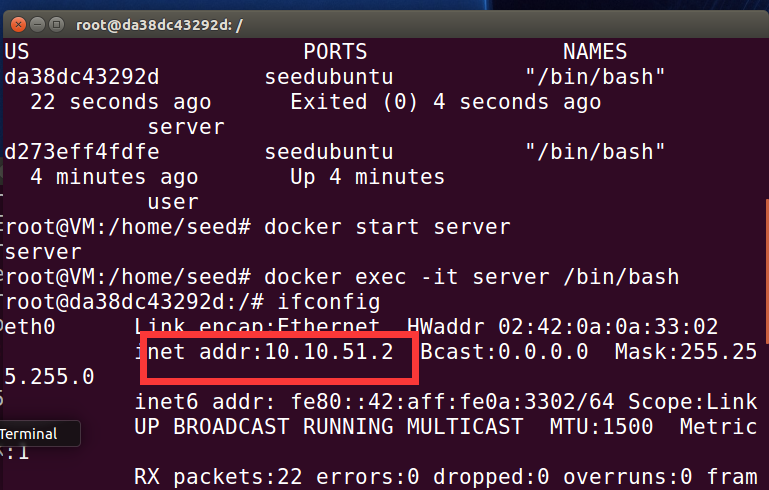 root@da38dc43292d: /
US PORTS NAMES
da38dc43292d seedubuntu "/bin/bash"
22 seconds ago Exited (0) 4 seconds ago
server
d273eff4fdfe seedubuntu "/bin/bash"
4 minutes ago Up 4 minutes
user
root@VM:/home/seed# docker start server
server
root@VM:/home/seed# docker exec -it server /bin/bash
root@da38dc43292d:/# ifconfig
eth0 Link encap:Ethernet HWaddr 02:42:0a:0a:33:02
inet addr:10.10.51.2 Bcast:0.0.0.0 Mask:255.25
5.255.0
inet6 addr: fe80::42:aff:fe0a:3302/64 Scope:Link
UP BROADCAST RUNNING MULTICAST MTU:1500 Metric
Terminal
:1
RX packets:22 errors:0 dropped:0 overruns:0 fram